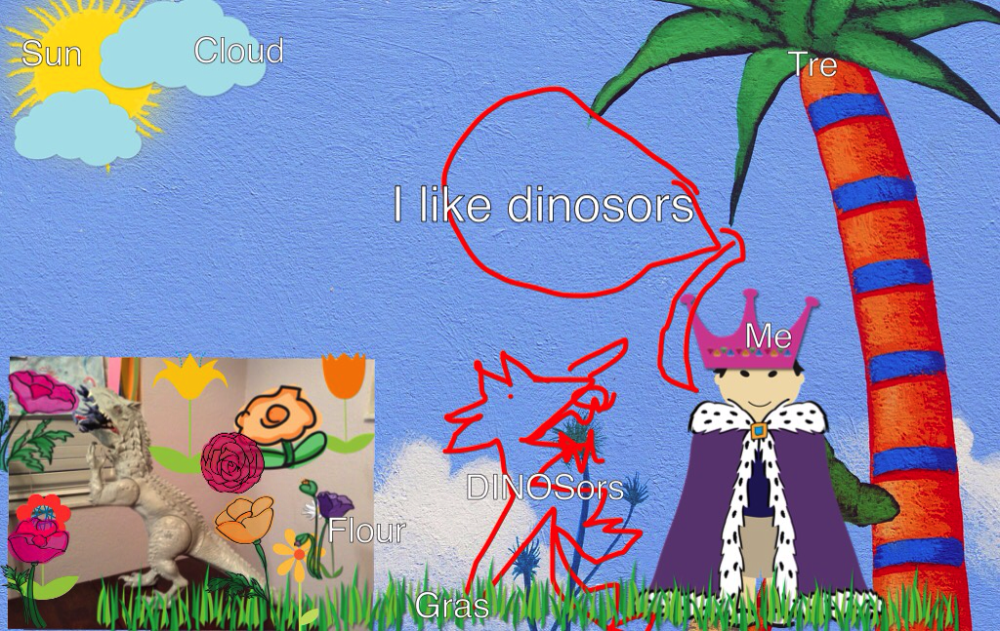 Sun
Cloud
Tre
I like dinosors
Me
DINOSors
Flour
Gras